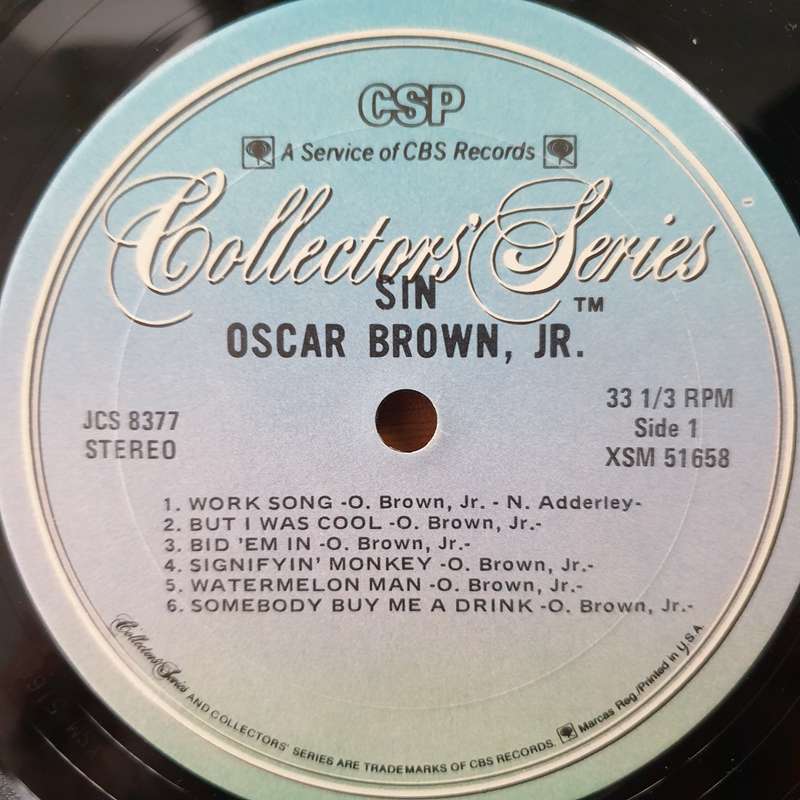 CSP
A Service of CBS Records
Collectors' Series
SIN
TM
OSCAR BROWN, JR.
JCS 8377
STEREO
33 1/3 RPM
Side 1
XSM 51658
1. WORK SONG -O. Brown, Jr. - N. Adderley-
2. BUT I WAS COOL -O. Brown, Jr.-
3. BID 'EM IN -O. Brown, Jr.-
4. SIGNIFYIN' MONKEY -O. Brown, Jr.-
5. WATERMELON MAN -O. Brown, Jr.-
6. SOMEBODY BUY ME A DRINK -O. Brown, Jr.-
Collectors' Series AND COLLECTORS' SERIES ARE TRADEMARKS OF CBS RECORDS. Marcas Reg./Printed in U.S.A.